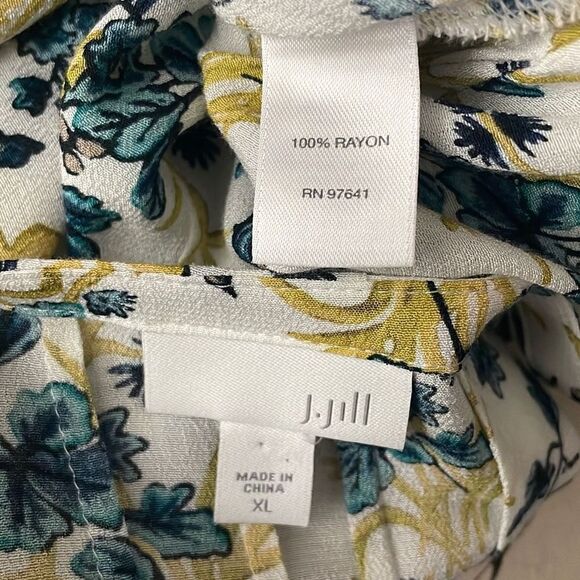 100% RAYON
RN 97641
J.Jill
MADE IN
CHINA
XL